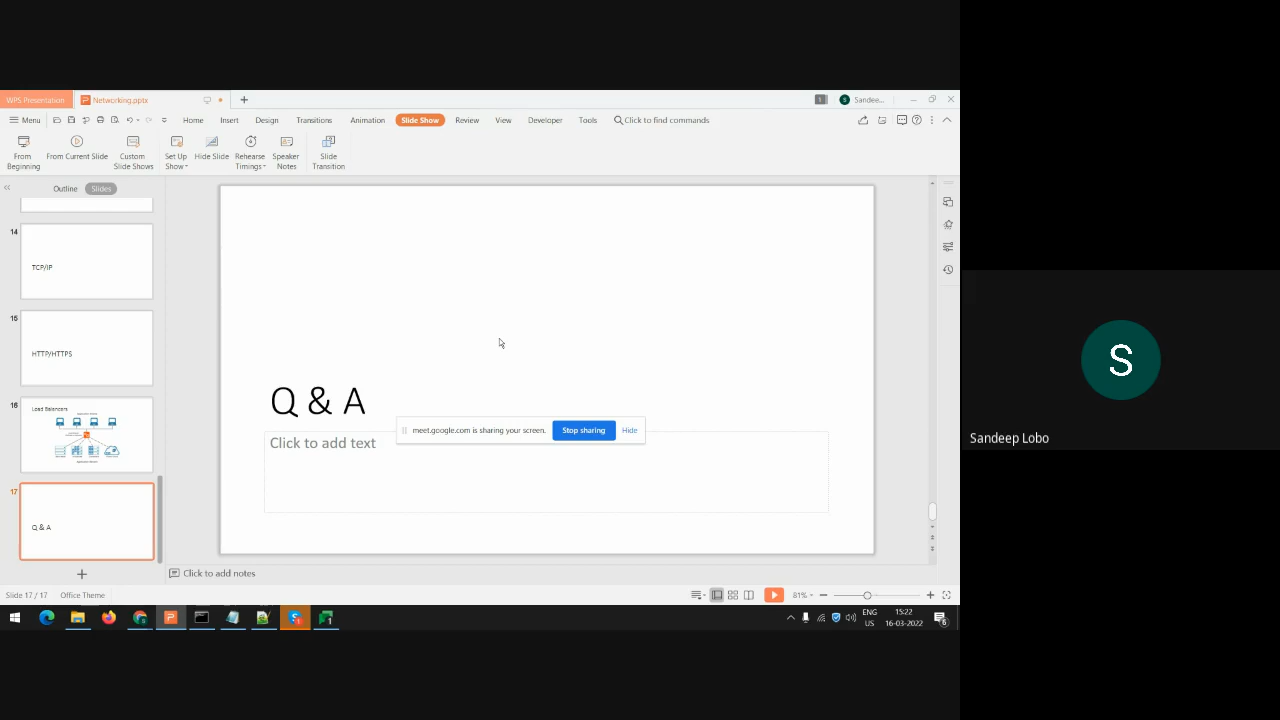 WPS Presentation
Networking.pptx
1
S
Sandee...
Menu
Home
Insert
Design
Transitions
Animation
Slide Show
Review
View
Developer
Tools
Click to find commands
From Beginning
From Current Slide
Custom Slide Shows
Set Up Show
Hide Slide
Rehearse Timings
Speaker Notes
Slide Transition
Outline
Slides
14
TCP/IP
15
HTTP/HTTPS
16
Load Balancers
17
Q & A
Q & A
Click to add text
meet.google.com is sharing your screen.
Stop sharing
Hide
Click to add notes
Slide 17 / 17
Office Theme
81%
ENG
US
15:22
16-03-2022
S
Sandeep Lobo